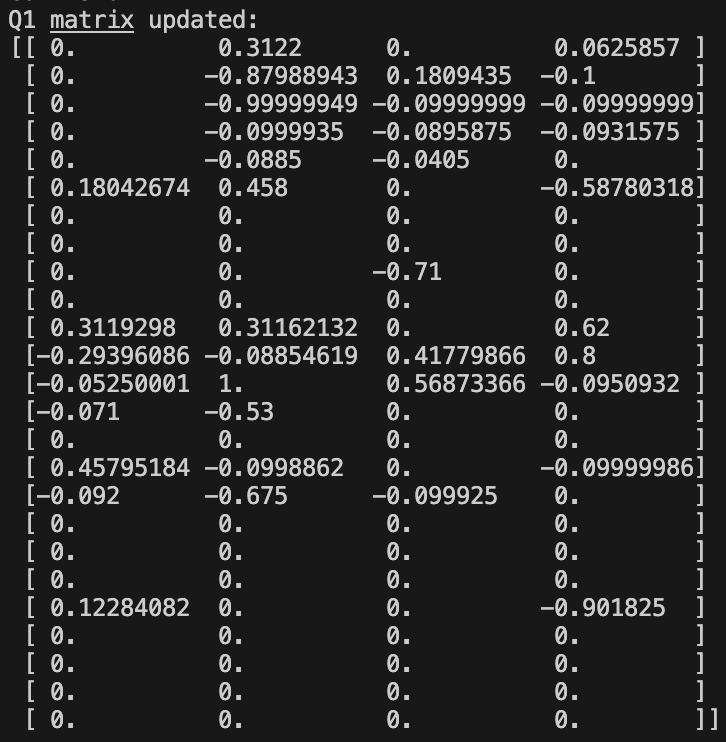 Q1 matrix updated:
[[ 0.          0.3122      0.          0.0625857 ]
 [ 0.         -0.87988943  0.1809435  -0.1       ]
 [ 0.         -0.99999949 -0.09999999 -0.09999999]
 [ 0.         -0.0999935  -0.0895875  -0.0931575 ]
 [ 0.         -0.0885     -0.0405      0.        ]
 [ 0.18042674  0.458       0.         -0.58780318]
 [ 0.          0.          0.          0.        ]
 [ 0.          0.          0.          0.        ]
 [ 0.          0.         -0.71        0.        ]
 [ 0.          0.          0.          0.        ]
 [ 0.3119298   0.31162132  0.          0.62      ]
 [-0.29396086 -0.08854619  0.41779866  0.8       ]
 [-0.05250001  1.          0.56873366 -0.0950932 ]
 [-0.071      -0.53        0.          0.        ]
 [ 0.          0.          0.          0.        ]
 [ 0.45795184 -0.0998862   0.         -0.09999986]
 [-0.092      -0.675      -0.099925    0.        ]
 [ 0.          0.          0.          0.        ]
 [ 0.          0.          0.          0.        ]
 [ 0.          0.          0.          0.        ]
 [ 0.12284082  0.          0.         -0.901825  ]
 [ 0.          0.          0.          0.        ]
 [ 0.          0.          0.          0.        ]
 [ 0.          0.          0.          0.        ]
 [ 0.          0.          0.          0.        ]]